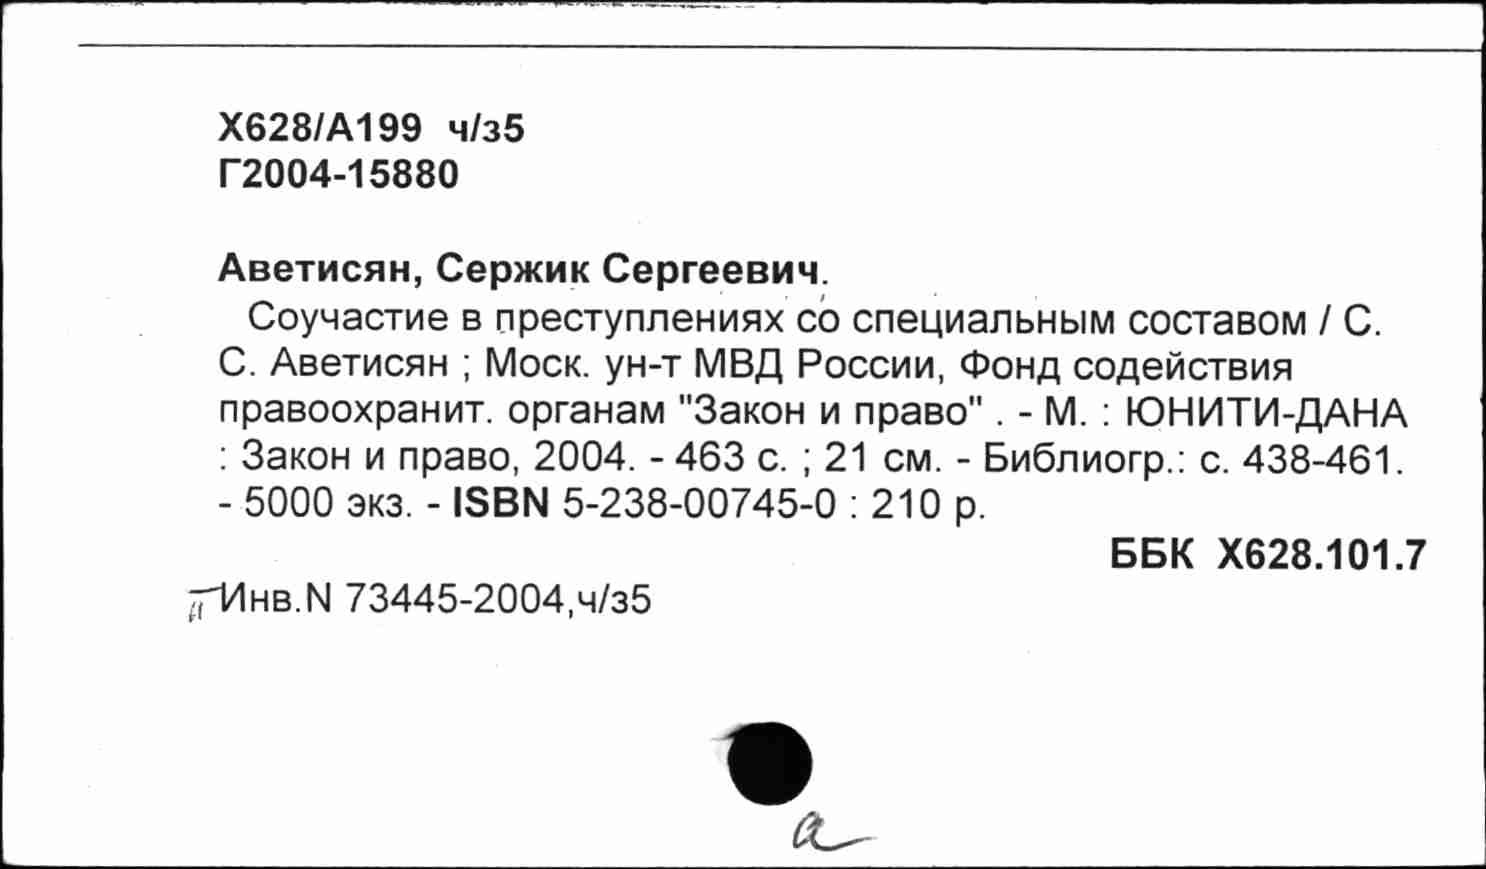 Х628/А199 ч/з5
Г2004-15880
Аветисян, Сержик Сергеевич.
Соучастие в преступлениях со специальным составом / С.
С. Аветисян ; Моск. ун-т МВД России, Фонд содействия
правоохранит. органам "Закон и право" . - М. : ЮНИТИ-ДАНА
: Закон и право, 2004. - 463 с. ; 21 см. - Библиогр.: с. 438-461.
- 5000 экз. - ISBN 5-238-00745-0 : 210 р.
ББК Х628.101.7
Инв.N 73445-2004,ч/з5
а